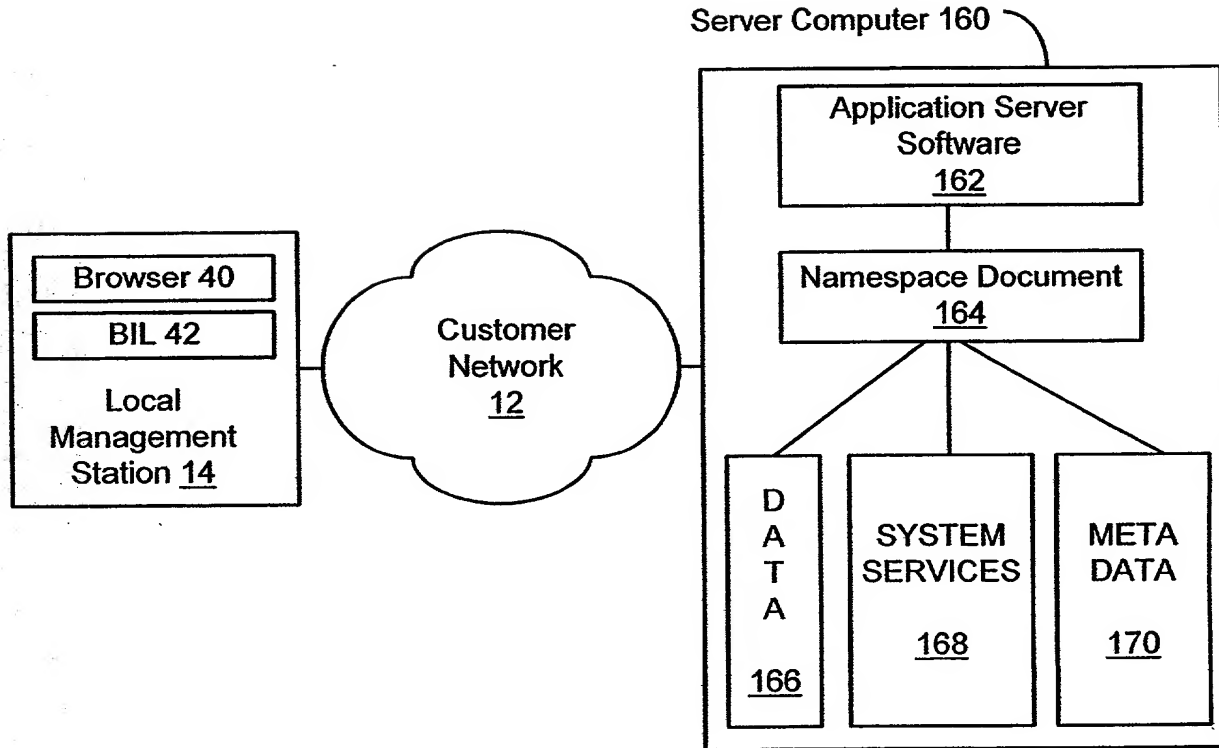 Server Computer 160
Application Server
Software
162
Namespace Document
164
Browser 40
BIL 42
Local
Management
Station 14
Customer
Network
12
D
A
T
A
166
SYSTEM
SERVICES
168
META
DATA
170